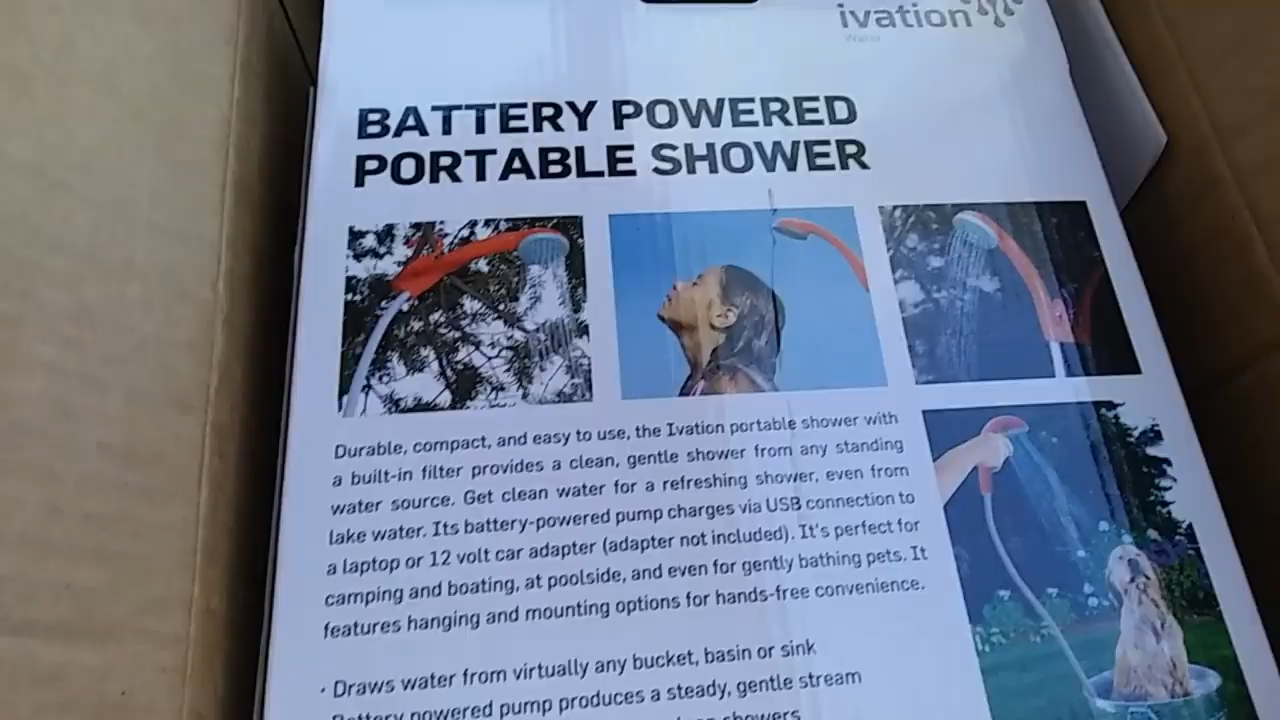 ivation
BATTERY POWERED
PORTABLE SHOWER
Durable, compact, and easy to use, the Ivation portable shower with
a built-in filter provides a clean, gentle shower from any standing
water source. Get clean water for a refreshing shower, even from
lake water. Its battery-powered pump charges via USB connection to
a laptop or 12 volt car adapter (adapter not included). It's perfect for
camping and boating, at poolside, and even for gently bathing pets. It
features hanging and mounting options for hands-free convenience.
· Draws water from virtually any bucket, basin or sink
Battery powered pump produces a steady, gentle stream
showers